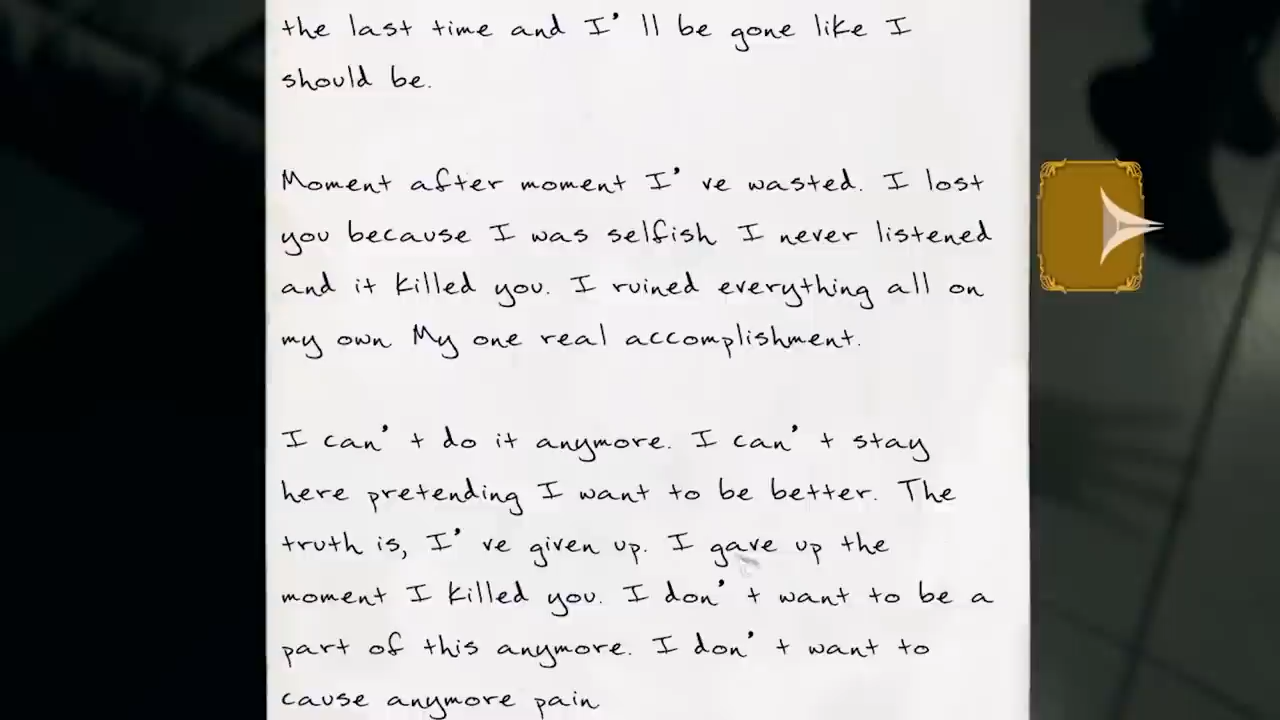 the last time and I' ll be gone like I
should be.
Moment after moment I' ve wasted. I lost
you because I was selfish I never listened
and it killed you. I ruined everything all on
my own My one real accomplishment.
I can' t do it anymore. I can' t stay
here pretending I want to be better. The
truth is, I' ve given up. I gave up the
moment I killed you. I don' t want to be a
part of this anymore. I don' t want to
cause anymore pain